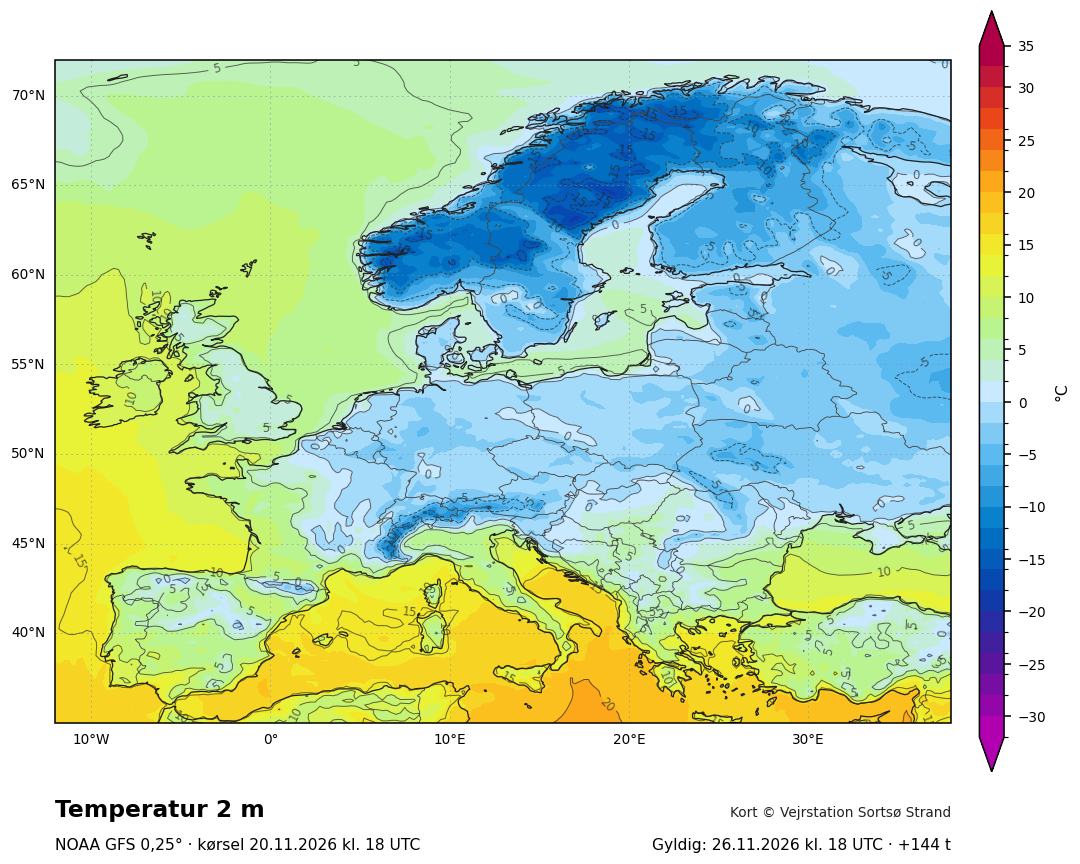 35
30
25
20
15
10
5
0
−5
−10
−15
−20
−25
−30
°C
70°N
65°N
60°N
55°N
50°N
45°N
40°N
10°W
0°
10°E
20°E
30°E
Temperatur 2 m
Kort © Vejrstation Sortsø Strand
NOAA GFS 0,25° · kørsel 20.11.2026 kl. 18 UTC
Gyldig: 26.11.2026 kl. 18 UTC · +144 t